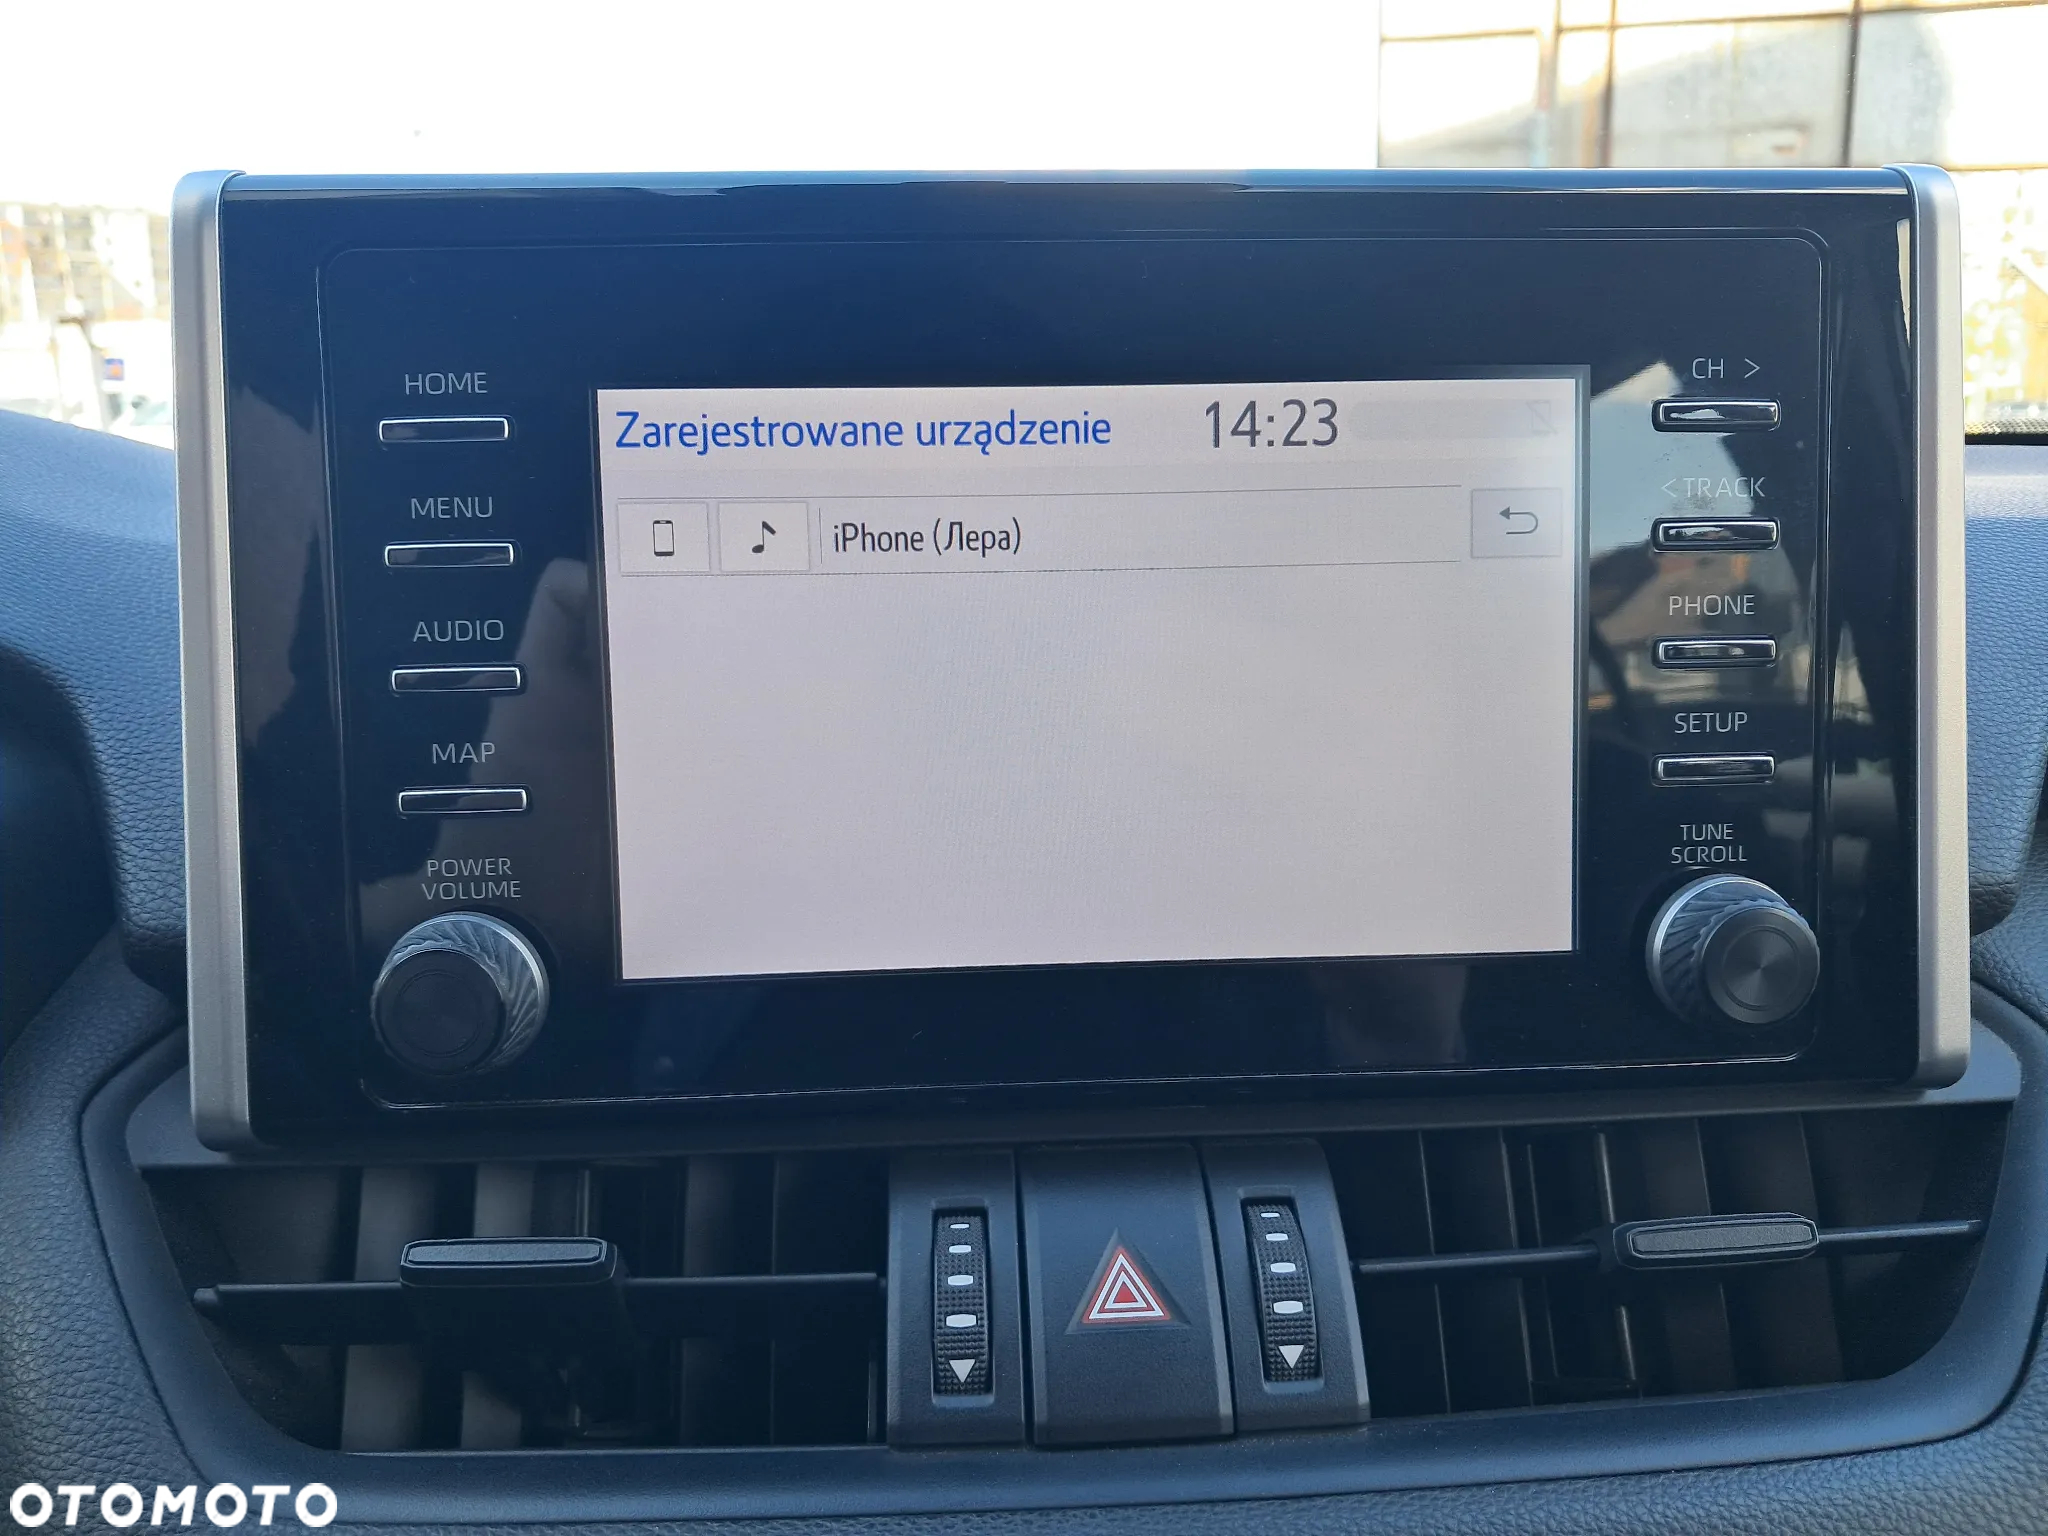 HOME
MENU
AUDIO
MAP
POWER
VOLUME
Zarejestrowane urządzenie 14:23
iPhone (Лера)
CH >
< TRACK
PHONE
SETUP
TUNE
SCROLL
OTOMOTO